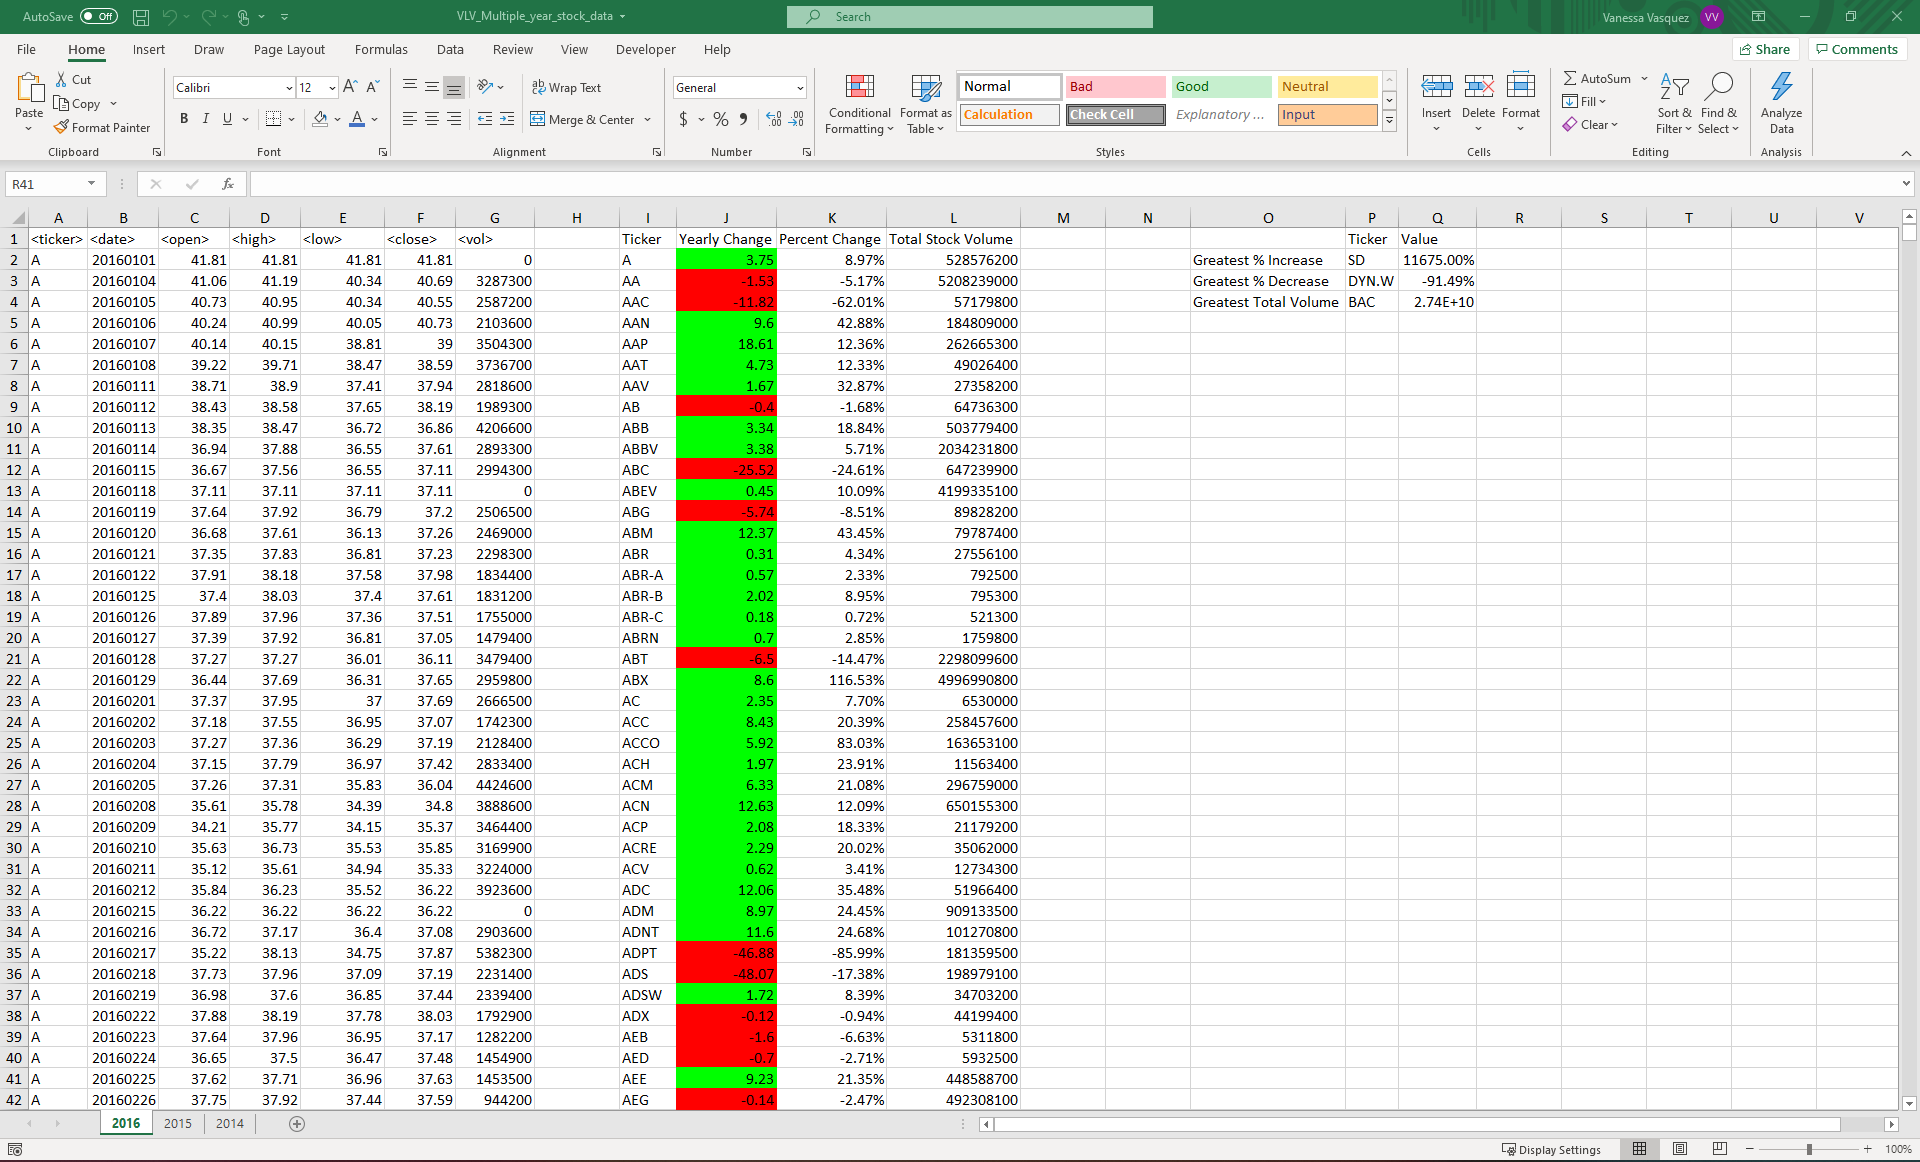 AutoSave Off VLV_Multiple_year_stock_data Search Vanessa Vasquez VV
File Home Insert Draw Page Layout Formulas Data Review View Developer Help Share Comments
Paste Cut Copy Format Painter Clipboard
Calibri 12 A A B I U A Font
Wrap Text Merge & Center Alignment
General $ % Number
Conditional Formatting Format as Table
Normal Bad Good Neutral
Calculation Check Cell Explanatory ... Input
Styles
Insert Delete Format Cells
AutoSum Fill Clear Sort & Filter Find & Select Editing
Analyze Data Analysis
R41 fx
A B C D E F G H I J K L M N O P Q R S T U V
1 <ticker> <date> <open> <high> <low> <close> <vol> Ticker Yearly Change Percent Change Total Stock Volume Ticker Value
2 A 20160101 41.81 41.81 41.81 41.81 0 A 3.75 8.97% 528576200 Greatest % Increase SD 11675.00%
3 A 20160104 41.06 41.19 40.34 40.69 3287300 AA -1.53 -5.17% 5208239000 Greatest % Decrease DYN.W -91.49%
4 A 20160105 40.73 40.95 40.34 40.55 2587200 AAC -11.82 -62.01% 57179800 Greatest Total Volume BAC 2.74E+10
5 A 20160106 40.24 40.99 40.05 40.73 2103600 AAN 9.6 42.88% 184809000
6 A 20160107 40.14 40.15 38.81 39 3504300 AAP 18.61 12.36% 262665300
7 A 20160108 39.22 39.71 38.47 38.59 3736700 AAT 4.73 12.33% 49026400
8 A 20160111 38.71 38.9 37.41 37.94 2818600 AAV 1.67 32.87% 27358200
9 A 20160112 38.43 38.58 37.65 38.19 1989300 AB -0.4 -1.68% 64736300
10 A 20160113 38.35 38.47 36.72 36.86 4206600 ABB 3.34 18.84% 503779400
11 A 20160114 36.94 37.88 36.55 37.61 2893300 ABBV 3.38 5.71% 2034231800
12 A 20160115 36.67 37.56 36.55 37.11 2994300 ABC -25.52 -24.61% 647239900
13 A 20160118 37.11 37.11 37.11 37.11 0 ABEV 0.45 10.09% 4199335100
14 A 20160119 37.64 37.92 36.79 37.2 2506500 ABG -5.74 -8.51% 89828200
15 A 20160120 36.68 37.61 36.13 37.26 2469000 ABM 12.37 43.45% 79787400
16 A 20160121 37.35 37.83 36.81 37.23 2298300 ABR 0.31 4.34% 27556100
17 A 20160122 37.91 38.18 37.58 37.98 1834400 ABR-A 0.57 2.33% 792500
18 A 20160125 37.4 38.03 37.4 37.61 1831200 ABR-B 2.02 8.95% 795300
19 A 20160126 37.89 37.96 37.36 37.51 1755000 ABR-C 0.18 0.72% 521300
20 A 20160127 37.39 37.92 36.81 37.05 1479400 ABRN 0.7 2.85% 1759800
21 A 20160128 37.27 37.27 36.01 36.11 3479400 ABT -6.5 -14.47% 2298099600
22 A 20160129 36.44 37.69 36.31 37.65 2959800 ABX 8.6 116.53% 4996990800
23 A 20160201 37.37 37.95 37 37.69 2666500 AC 2.35 7.70% 6530000
24 A 20160202 37.18 37.55 36.95 37.07 1742300 ACC 8.43 20.39% 258457600
25 A 20160203 37.27 37.36 36.29 37.19 2128400 ACCO 5.92 83.03% 163653100
26 A 20160204 37.15 37.79 36.97 37.42 2833400 ACH 1.97 23.91% 11563400
27 A 20160205 37.26 37.31 35.83 36.04 4424600 ACM 6.33 21.08% 296759000
28 A 20160208 35.61 35.78 34.39 34.8 3888600 ACN 12.63 12.09% 650155300
29 A 20160209 34.21 35.77 34.15 35.37 3464400 ACP 2.08 18.33% 21179200
30 A 20160210 35.63 36.73 35.53 35.85 3169900 ACRE 2.29 20.02% 35062000
31 A 20160211 35.12 35.61 34.94 35.33 3224000 ACV 0.62 3.41% 12734300
32 A 20160212 35.84 36.23 35.52 36.22 3923600 ADC 12.06 35.48% 51966400
33 A 20160215 36.22 36.22 36.22 36.22 0 ADM 8.97 24.45% 909133500
34 A 20160216 36.72 37.17 36.4 37.08 2903600 ADNT 11.6 24.68% 101270800
35 A 20160217 35.22 38.13 34.75 37.87 5382300 ADPT -46.88 -85.99% 181359500
36 A 20160218 37.73 37.96 37.09 37.19 2231400 ADS -48.07 -17.38% 198979100
37 A 20160219 36.98 37.6 36.85 37.44 2339400 ADSW 1.72 8.39% 34703200
38 A 20160222 37.88 38.19 37.78 38.03 1792900 ADX -0.12 -0.94% 44199400
39 A 20160223 37.64 37.96 36.95 37.17 1282200 AEB -1.6 -6.63% 5311800
40 A 20160224 36.65 37.5 36.47 37.48 1454900 AED -0.7 -2.71% 5932500
41 A 20160225 37.62 37.71 36.96 37.63 1453500 AEE 9.23 21.35% 448588700
42 A 20160226 37.75 37.92 37.44 37.59 944200 AEG -0.14 -2.47% 492308100
2016 2015 2014
Display Settings 100%